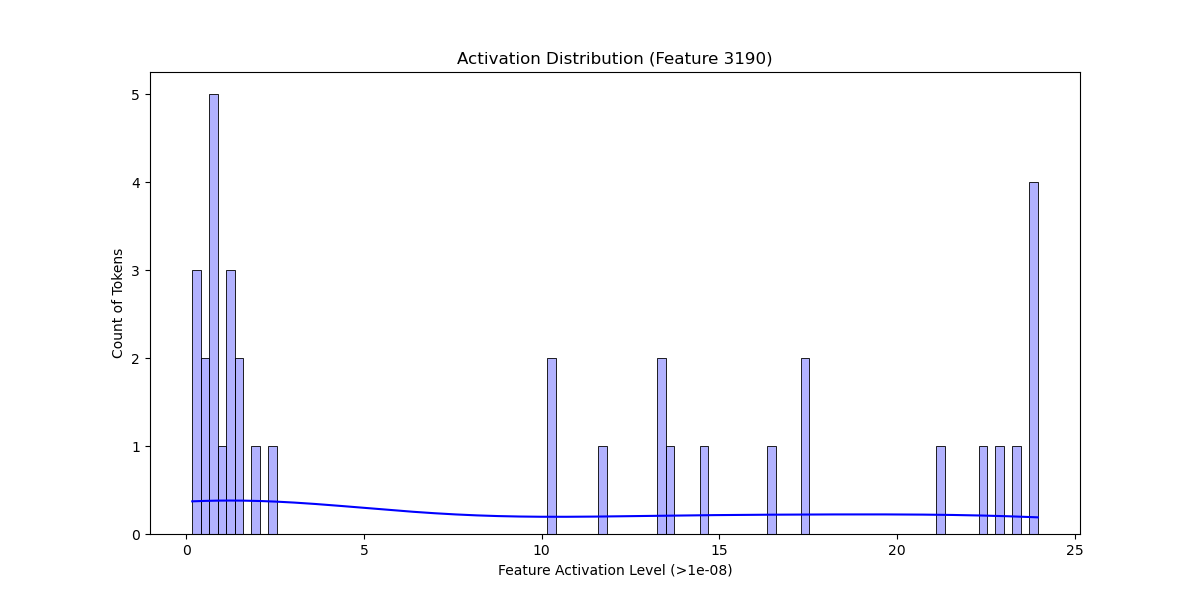 Activation Distribution (Feature 3190)
5
4
3
2
1
0
Count of Tokens
0 5 10 15 20 25
Feature Activation Level (>1e-08)